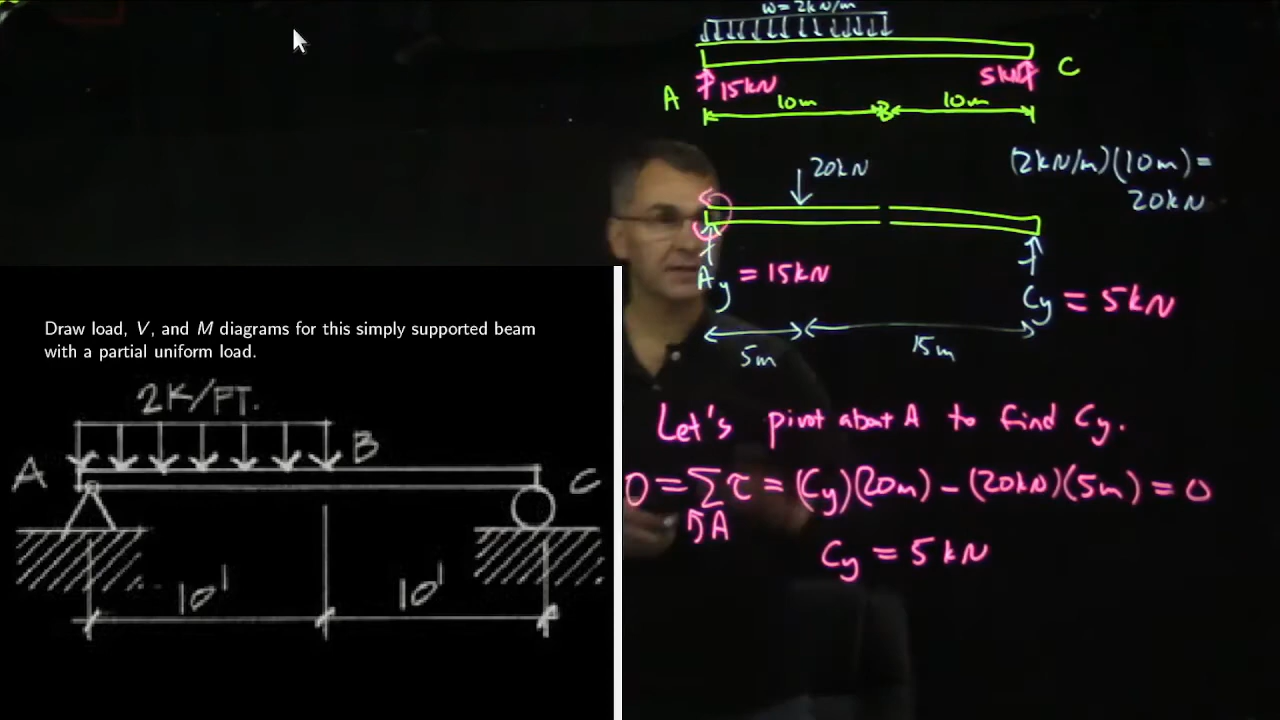 Draw load, V, and M diagrams for this simply supported beam
with a partial uniform load.
2K/FT.
A
B
C
10'
10'
w = 2kN/m
15kN
5kN
A
C
10m
B
10m
20kN
(2kN/m)(10m) =
20kN
Ay = 15kN
Cy = 5kN
5m
15m
Let's pivot about A to find Cy.
0 = Στ = (Cy)(20m) - (20kN)(5m) = 0
A
Cy = 5kN